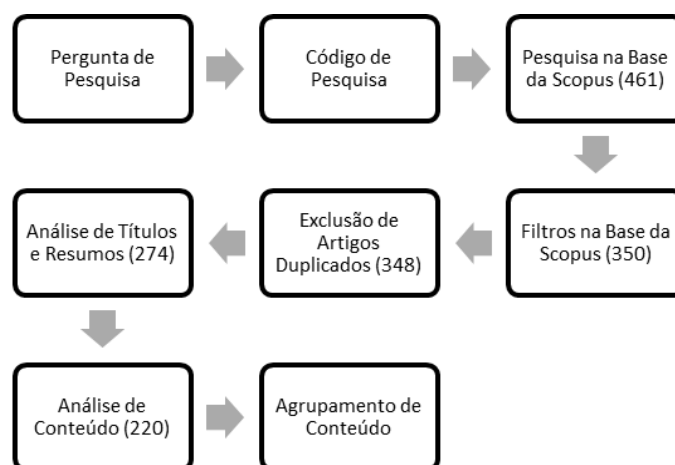 Pergunta de
Pesquisa
Código de
Pesquisa
Pesquisa na Base
da Scopus (461)
Filtros na Base da
Scopus (350)
Exclusão de
Artigos
Duplicados (348)
Análise de Títulos
e Resumos (274)
Análise de
Conteúdo (220)
Agrupamento de
Conteúdo